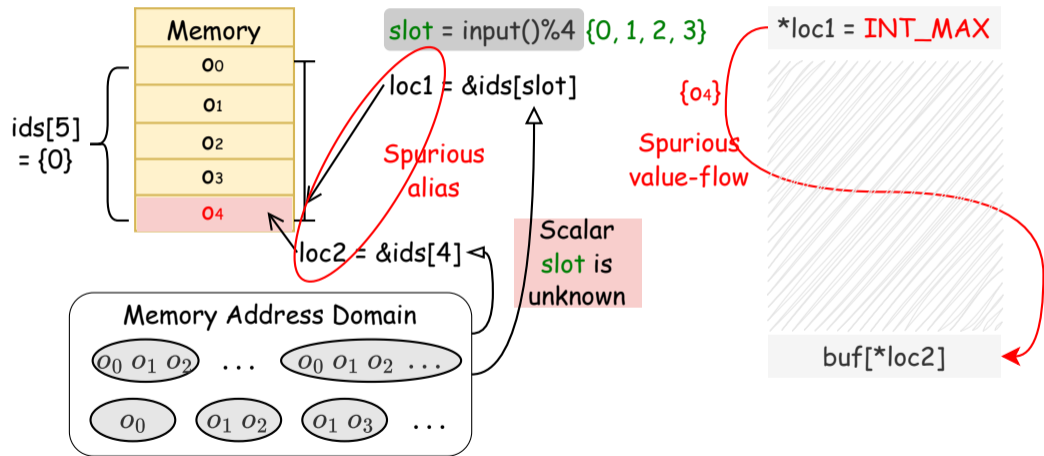 Memory
o0
o1
o2
o3
o4
ids[5]
= {0}
slot = input()%4 {0, 1, 2, 3}
loc1 = &ids[slot]
Spurious
alias
loc2 = &ids[4]
Scalar
slot is
unknown
Memory Address Domain
o0 o1 o2 ... o0 o1 o2 ...
o0 o1 o2 o1 o3 ...
*loc1 = INT_MAX
{o4}
Spurious
value-flow
buf[*loc2]